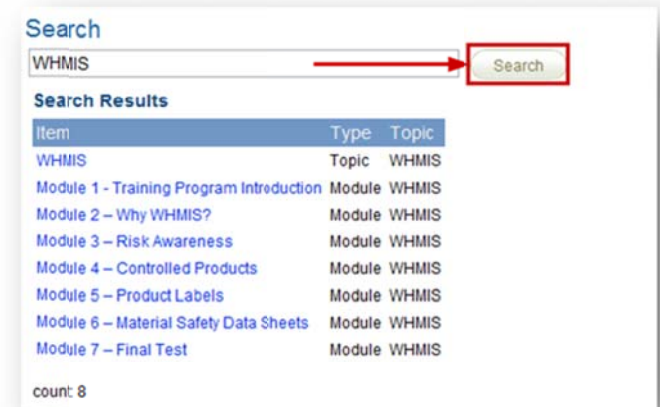 Search
WHMIS Search
Search Results
Item Type Topic
WHMIS Topic WHMIS
Module 1 - Training Program Introduction Module WHMIS
Module 2 – Why WHMIS? Module WHMIS
Module 3 – Risk Awareness Module WHMIS
Module 4 – Controlled Products Module WHMIS
Module 5 – Product Labels Module WHMIS
Module 6 – Material Safety Data Sheets Module WHMIS
Module 7 – Final Test Module WHMIS
count 8